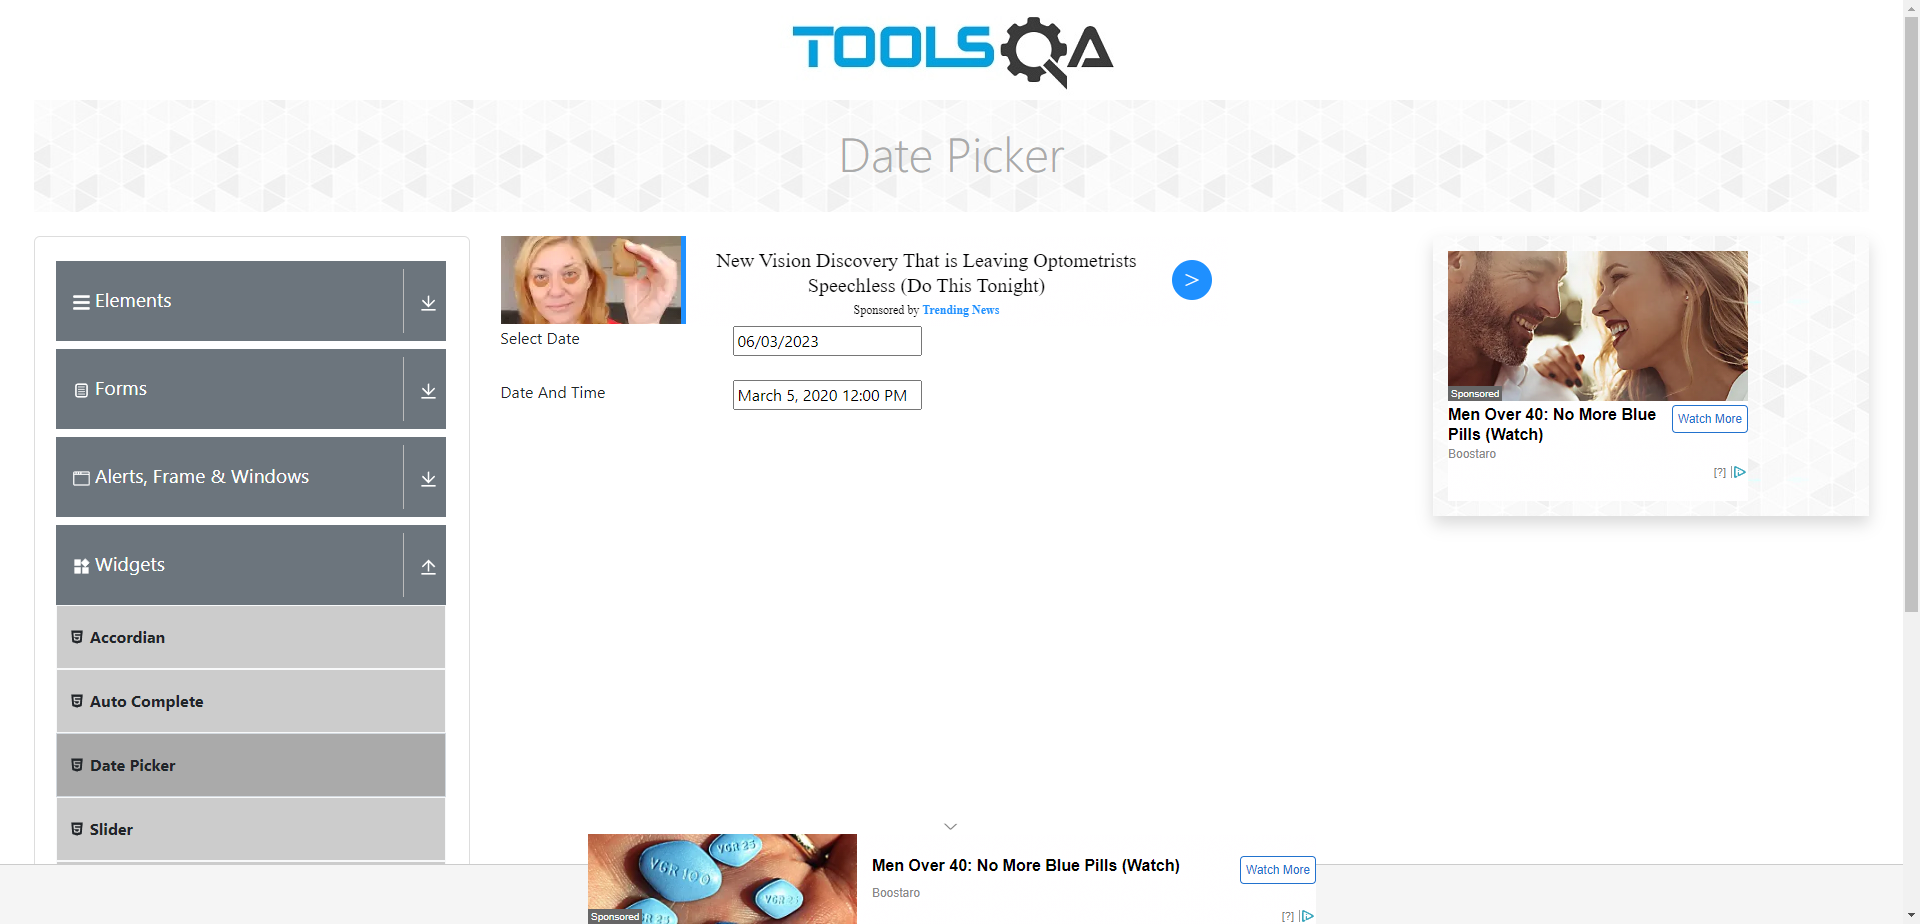 TOOLSQA
Date Picker
Elements
Forms
Alerts, Frame & Windows
Widgets
Accordian
Auto Complete
Date Picker
Slider
New Vision Discovery That is Leaving Optometrists
Speechless (Do This Tonight)
Sponsored by Trending News
>
Select Date
06/03/2023
Date And Time
March 5, 2020 12:00 PM
Sponsored
Men Over 40: No More Blue
Pills (Watch)
Watch More
Boostaro
[?]
VGR 100
VGR 25
VGR 25
Sponsored
Men Over 40: No More Blue Pills (Watch)
Boostaro
Watch More
[?]